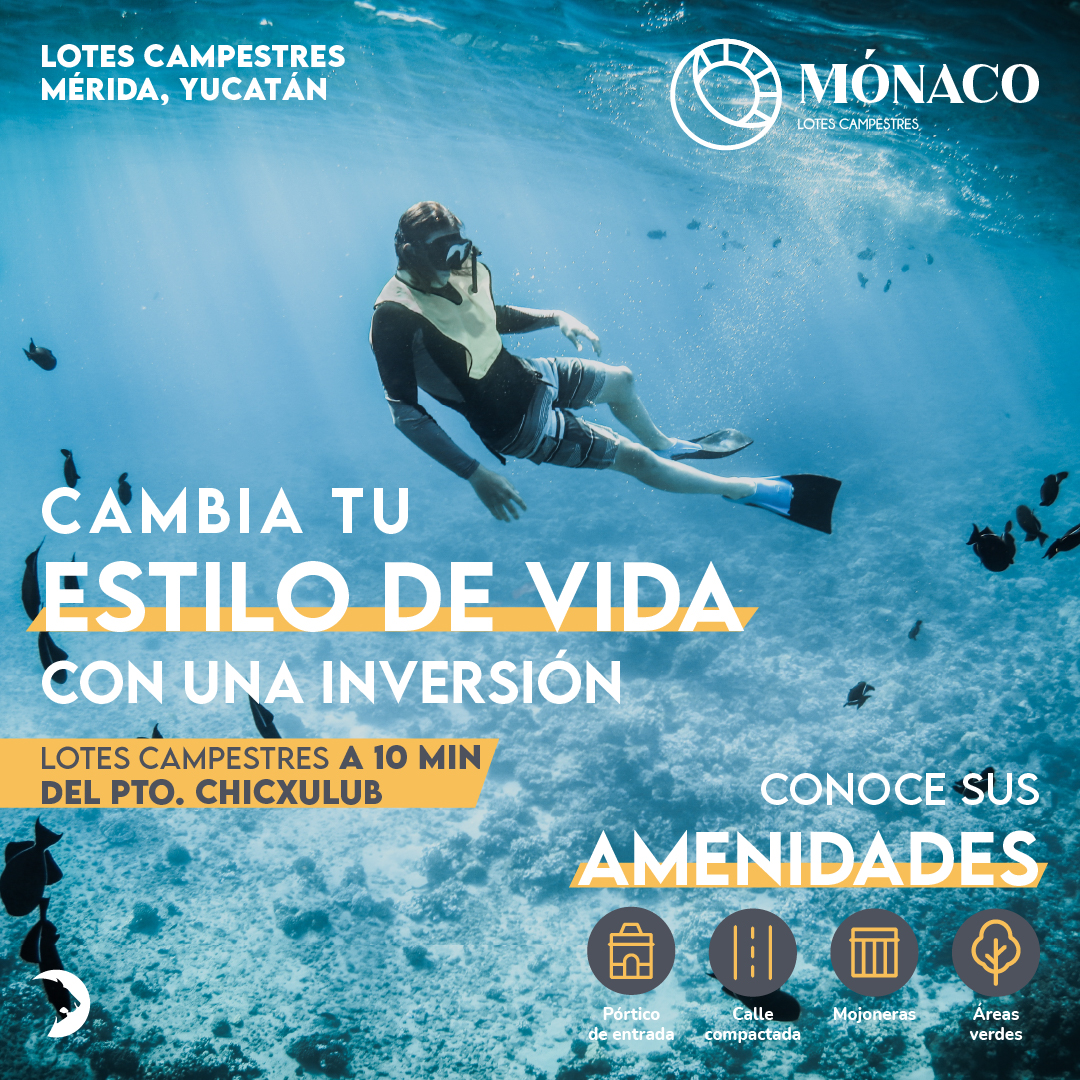 LOTES CAMPESTRES
MÉRIDA, YUCATÁN
MÓNACO
LOTES CAMPESTRES
CAMBIA TU
ESTILO DE VIDA
CON UNA INVERSIÓN
LOTES CAMPESTRES A 10 MIN
DEL PTO. CHICXULUB
CONOCE SUS
AMENIDADES
Pórtico
de entrada
Calle
compactada
Mojoneras
Áreas
verdes